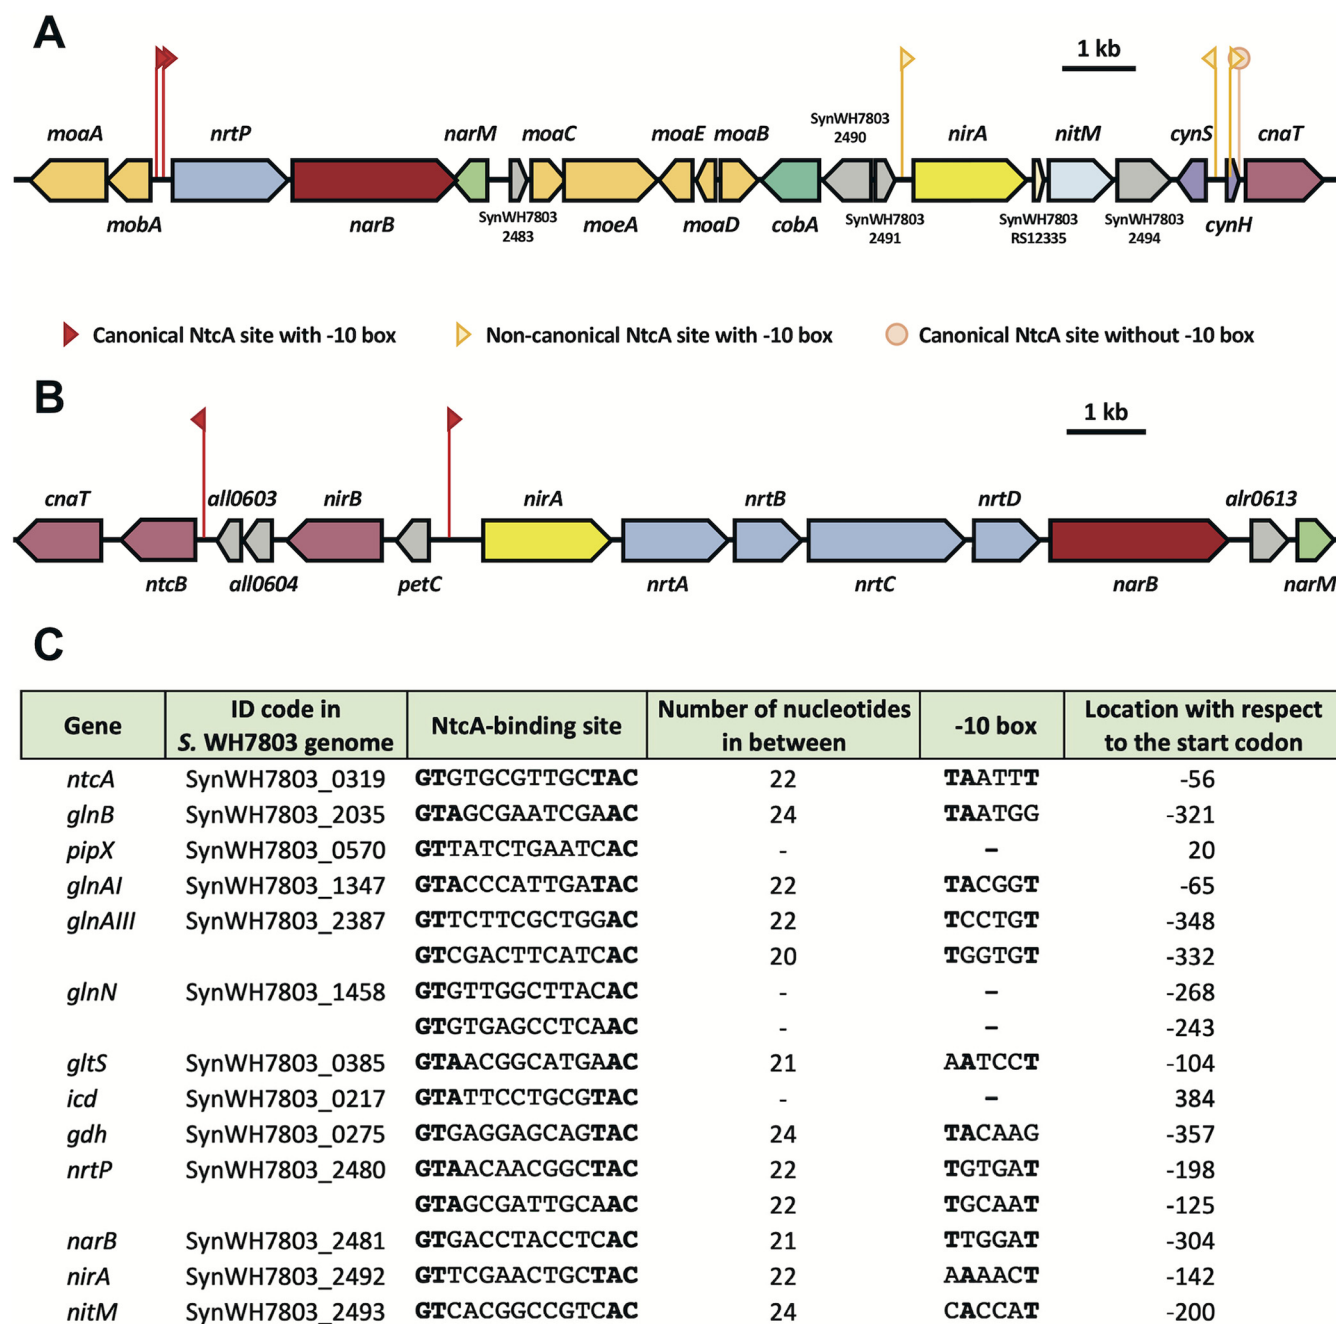 A
1 kb
moaA nrtP narM moaC moaE moaB SynWH7803 2490 nirA nitM cynS cnaT
mobA narB SynWH7803 2483 moeA moaD cobA SynWH7803 2491 SynWH7803 RS12335 SynWH7803 2494 cynH
Canonical NtcA site with -10 box Non-canonical NtcA site with -10 box Canonical NtcA site without -10 box
B
1 kb
cnaT all0603 nirB nirA nrtB nrtD alr0613
ntcB all0604 petC nrtA nrtC narB narM
C
Gene ID code in S. WH7803 genome NtcA-binding site Number of nucleotides in between -10 box Location with respect to the start codon
ntcA SynWH7803_0319 GTGTGCGTTGCTAC 22 TAATTT -56
glnB SynWH7803_2035 GTAGCGAATCGAAC 24 TAATGG -321
pipX SynWH7803_0570 GTTATCTGAATCAC - – 20
glnAI SynWH7803_1347 GTACCCATTGATAC 22 TACGGT -65
glnAIII SynWH7803_2387 GTTCTTCGCTGGAC 22 TCCTGT -348
GTCGACTTCATCAC 20 TGGTGT -332
glnN SynWH7803_1458 GTGTTGGCTTACAC - – -268
GTGTGAGCCTCAAC - – -243
gltS SynWH7803_0385 GTAACGGCATGAAC 21 AATCCT -104
icd SynWH7803_0217 GTATTCCTGCGTAC - – 384
gdh SynWH7803_0275 GTGAGGAGCAGTAC 24 TACAAG -357
nrtP SynWH7803_2480 GTAACAACGGCTAC 22 TGTGAT -198
GTAGCGATTGCAAC 22 TGCAAT -125
narB SynWH7803_2481 GTGACCTACCTCAC 21 TTGGAT -304
nirA SynWH7803_2492 GTTCGAACTGCTAC 22 AAAACT -142
nitM SynWH7803_2493 GTCACGGCCGTCAC 24 CACCAT -200